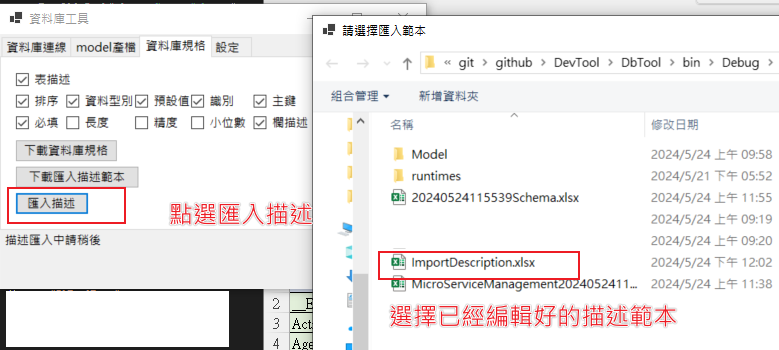 資料庫工具
資料庫連線 model產檔 資料庫規格 設定
表描述
排序 資料型別 預設值 識別 主鍵
必填 長度 精度 小位數 欄描述
下載資料庫規格
下載匯入描述範本
匯入描述
點選匯入描述
描述匯入中請稍後
2
3 Act
4 Age
請選擇匯入範本
« git › github › DevTool › DbTool › bin › Debug ›
組合管理 新增資料夾
名稱 修改日期
Model 2024/5/24 上午 09:58
runtimes 2024/5/21 下午 05:52
20240524115539Schema.xlsx 2024/5/24 上午 11:55
2024/5/24 上午 09:19
2024/5/24 上午 09:20
ImportDescription.xlsx 2024/5/24 下午 12:02
MicroServiceManagement2024052411... 2024/5/24 上午 11:38
選擇已經編輯好的描述範本